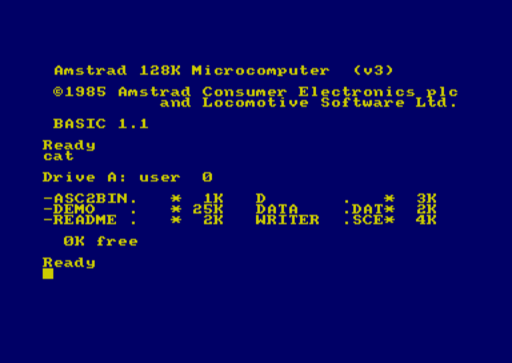 Amstrad 128K Microcomputer (v3)
©1985 Amstrad Consumer Electronics plc
and Locomotive Software Ltd.
BASIC 1.1
Ready
cat
Drive A: user 0
-ASC2BIN. * 1K D . * 3K
-DEMO . * 25K DATA .DAT* 2K
-README . * 2K WRITER .SCE* 4K
0K free
Ready